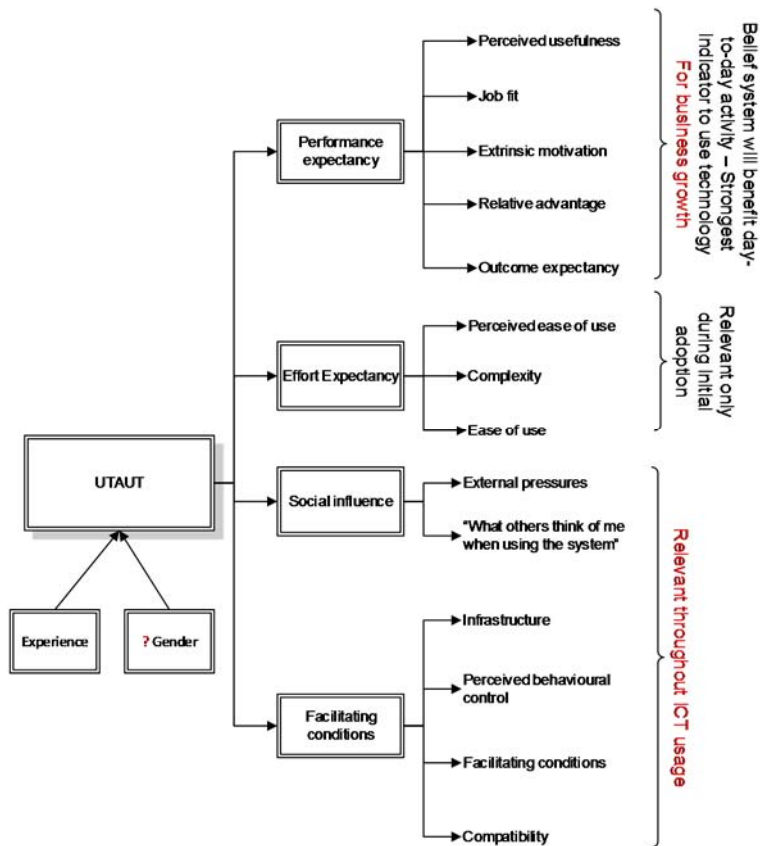 Perceived usefulness
Job fit
Performance
expectancy
Extrinsic motivation
Relative advantage
Outcome expectancy
Belief system will benefit day-
to-day activity – Strongest
indicator to use technology
For business growth
Perceived ease of use
Effort Expectancy
Complexity
Ease of use
Relevant only
during initial
adoption
UTAUT
Experience
? Gender
Social influence
External pressures
"What others think of me
when using the system"
Infrastructure
Perceived behavioural
control
Facilitating
conditions
Facilitating conditions
Compatibility
Relevant throughout ICT usage